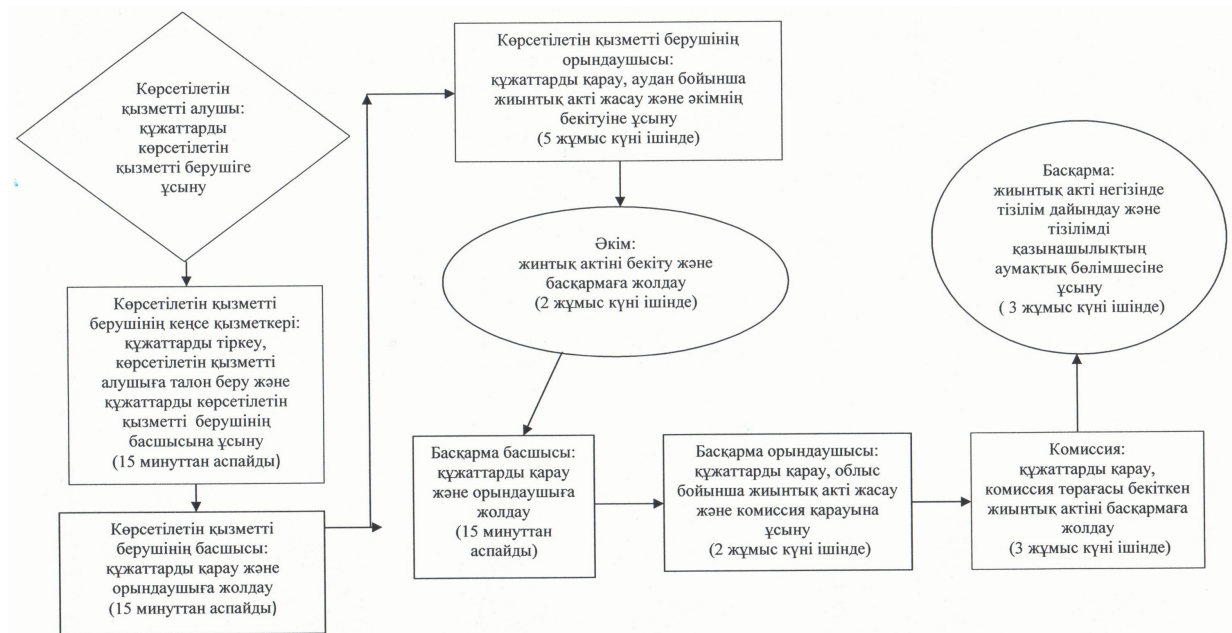 Көрсетілетін
қызметті алушы:
құжаттарды
көрсетілетін
қызметті берушіге
ұсыну
Көрсетілетін қызметті
берушінің кеңсе қызметкері:
құжаттарды тіркеу,
көрсетілетін қызметті
алушыға талон беру және
құжаттарды көрсетілетін
қызметті берушінің
басшысына ұсыну
(15 минуттан аспайды)
Көрсетілетін қызметті
берушінің басшысы:
құжаттарды қарау және
орындаушыға жолдау
(15 минуттан аспайды)
Көрсетілетін қызметті берушінің
орындаушысы:
құжаттарды қарау, аудан бойынша
жиынтық акті жасау және әкімнің
бекітуіне ұсыну
(5 жұмыс күні ішінде)
Әкім:
жинтық актіні бекіту және
басқармаға жолдау
(2 жұмыс күні ішінде)
Басқарма басшысы:
құжаттарды қарау
және орындаушыға
жолдау
(15 минуттан
аспайды)
Басқарма орындаушысы:
құжаттарды қарау, облыс
бойынша жиынтық акті жасау
және комиссия қарауына
ұсыну
(2 жұмыс күні ішінде)
Комиссия:
құжаттарды қарау,
комиссия төрағасы бекіткен
жиынтық актіні басқармаға
жолдау
(3 жұмыс күні ішінде)
Басқарма:
жиынтық акті негізінде
тізілім дайындау және
тізілімді
қазынашылықтың
аумақтық бөлімшесіне
ұсыну
( 3 жұмыс күні ішінде)